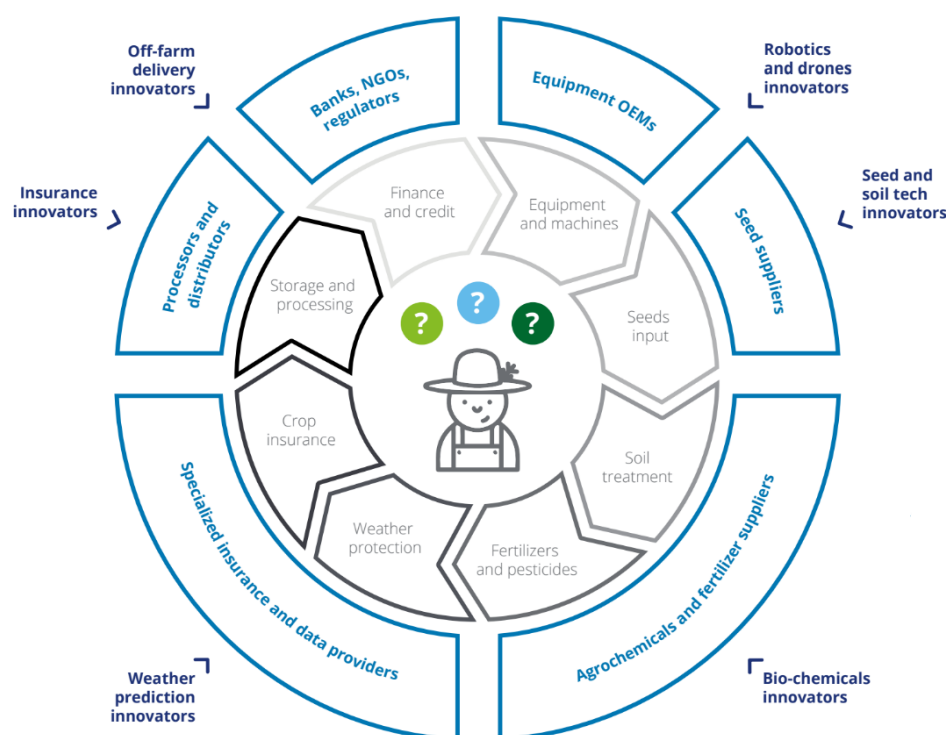 Off-farm
delivery
innovators
Banks, NGOs,
regulators
Equipment OEMs
Robotics
and drones
innovators
Insurance
innovators
Processors and
distributors
Finance
and credit
Equipment
and machines
Seed suppliers
Seed and
soil tech
innovators
Storage and
processing
? ? ?
Seeds
input
Crop
insurance
Soil
treatment
Weather
protection
Fertilizers
and pesticides
Specialized insurance and data providers
Agrochemicals and fertilizer suppliers
Weather
prediction
innovators
Bio-chemicals
innovators